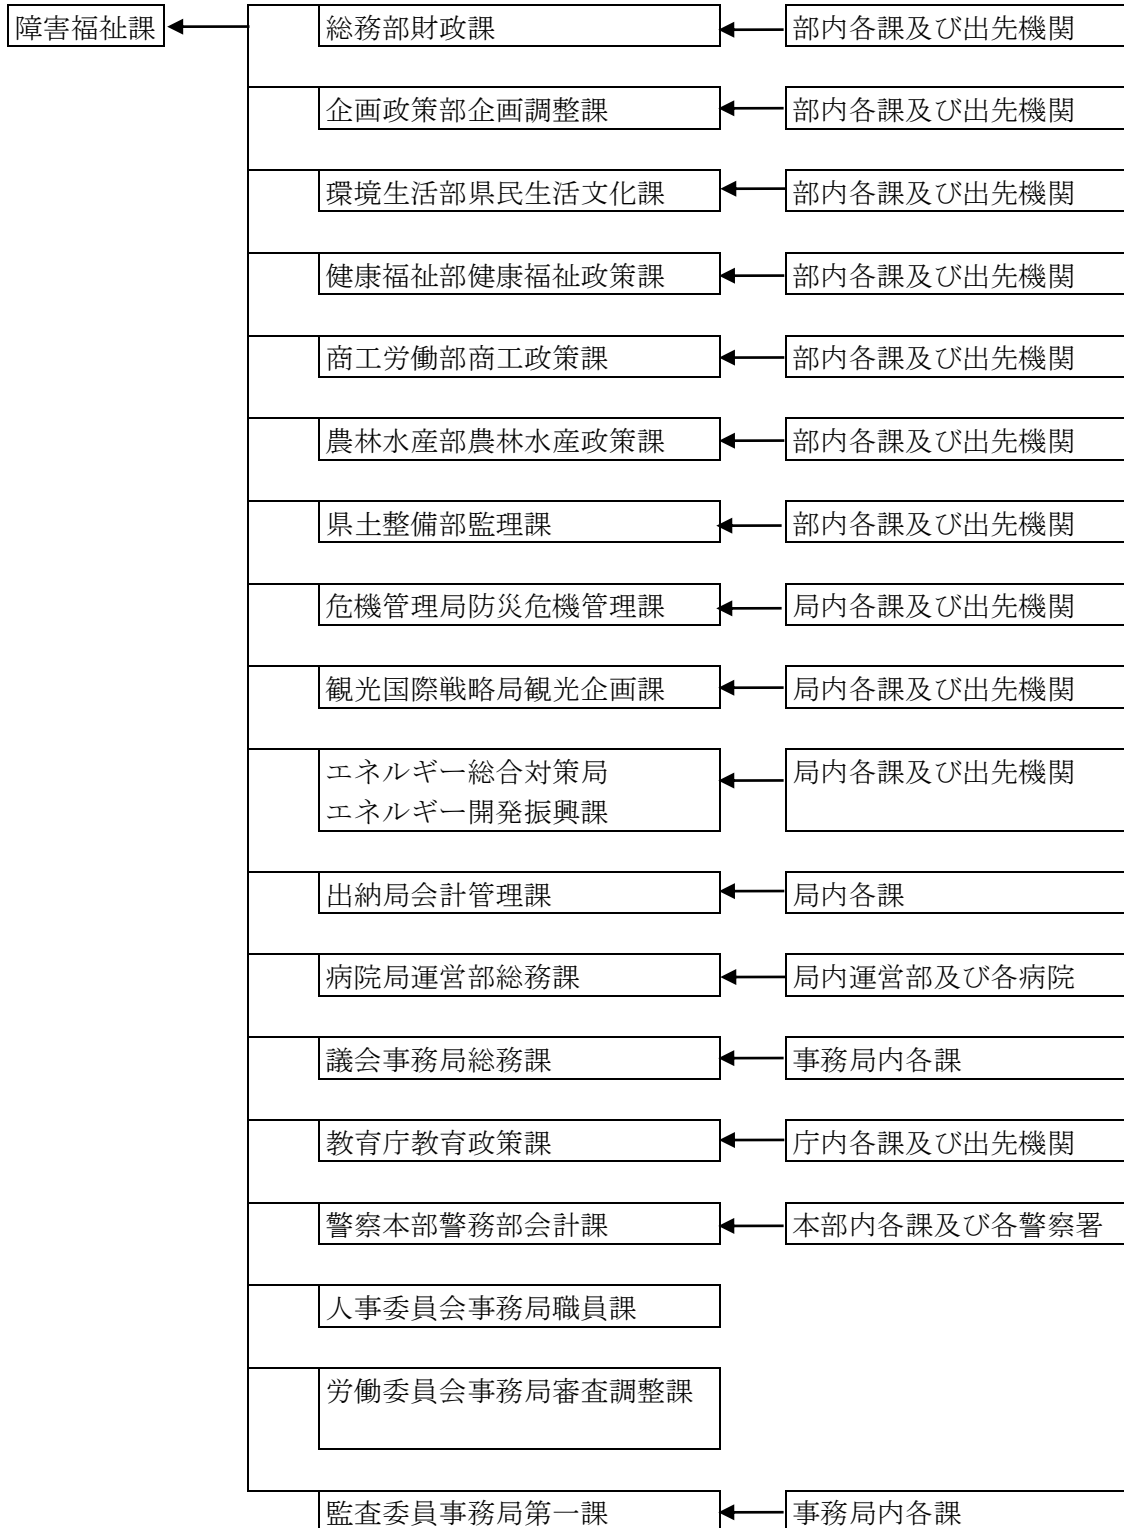 障害福祉課
総務部財政課
部内各課及び出先機関
企画政策部企画調整課
部内各課及び出先機関
環境生活部県民生活文化課
部内各課及び出先機関
健康福祉部健康福祉政策課
部内各課及び出先機関
商工労働部商工政策課
部内各課及び出先機関
農林水産部農林水産政策課
部内各課及び出先機関
県土整備部監理課
部内各課及び出先機関
危機管理局防災危機管理課
局内各課及び出先機関
観光国際戦略局観光企画課
局内各課及び出先機関
エネルギー総合対策局
エネルギー開発振興課
局内各課及び出先機関
出納局会計管理課
局内各課
病院局運営部総務課
局内運営部及び各病院
議会事務局総務課
事務局内各課
教育庁教育政策課
庁内各課及び出先機関
警察本部警務部会計課
本部内各課及び各警察署
人事委員会事務局職員課
労働委員会事務局審査調整課
監査委員事務局第一課
事務局内各課